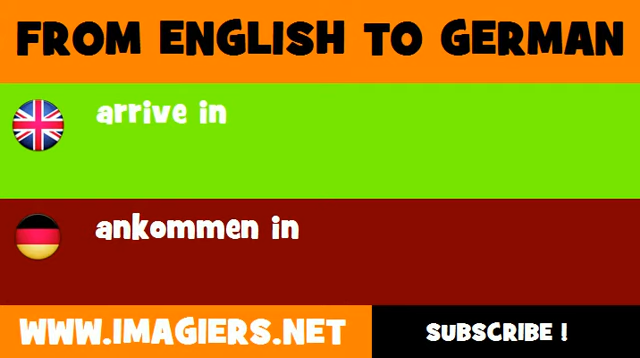 FROM ENGLISH TO GERMAN
arrive in
ankommen in
WWW.IMAGIERS.NET
SUBSCRIBE !